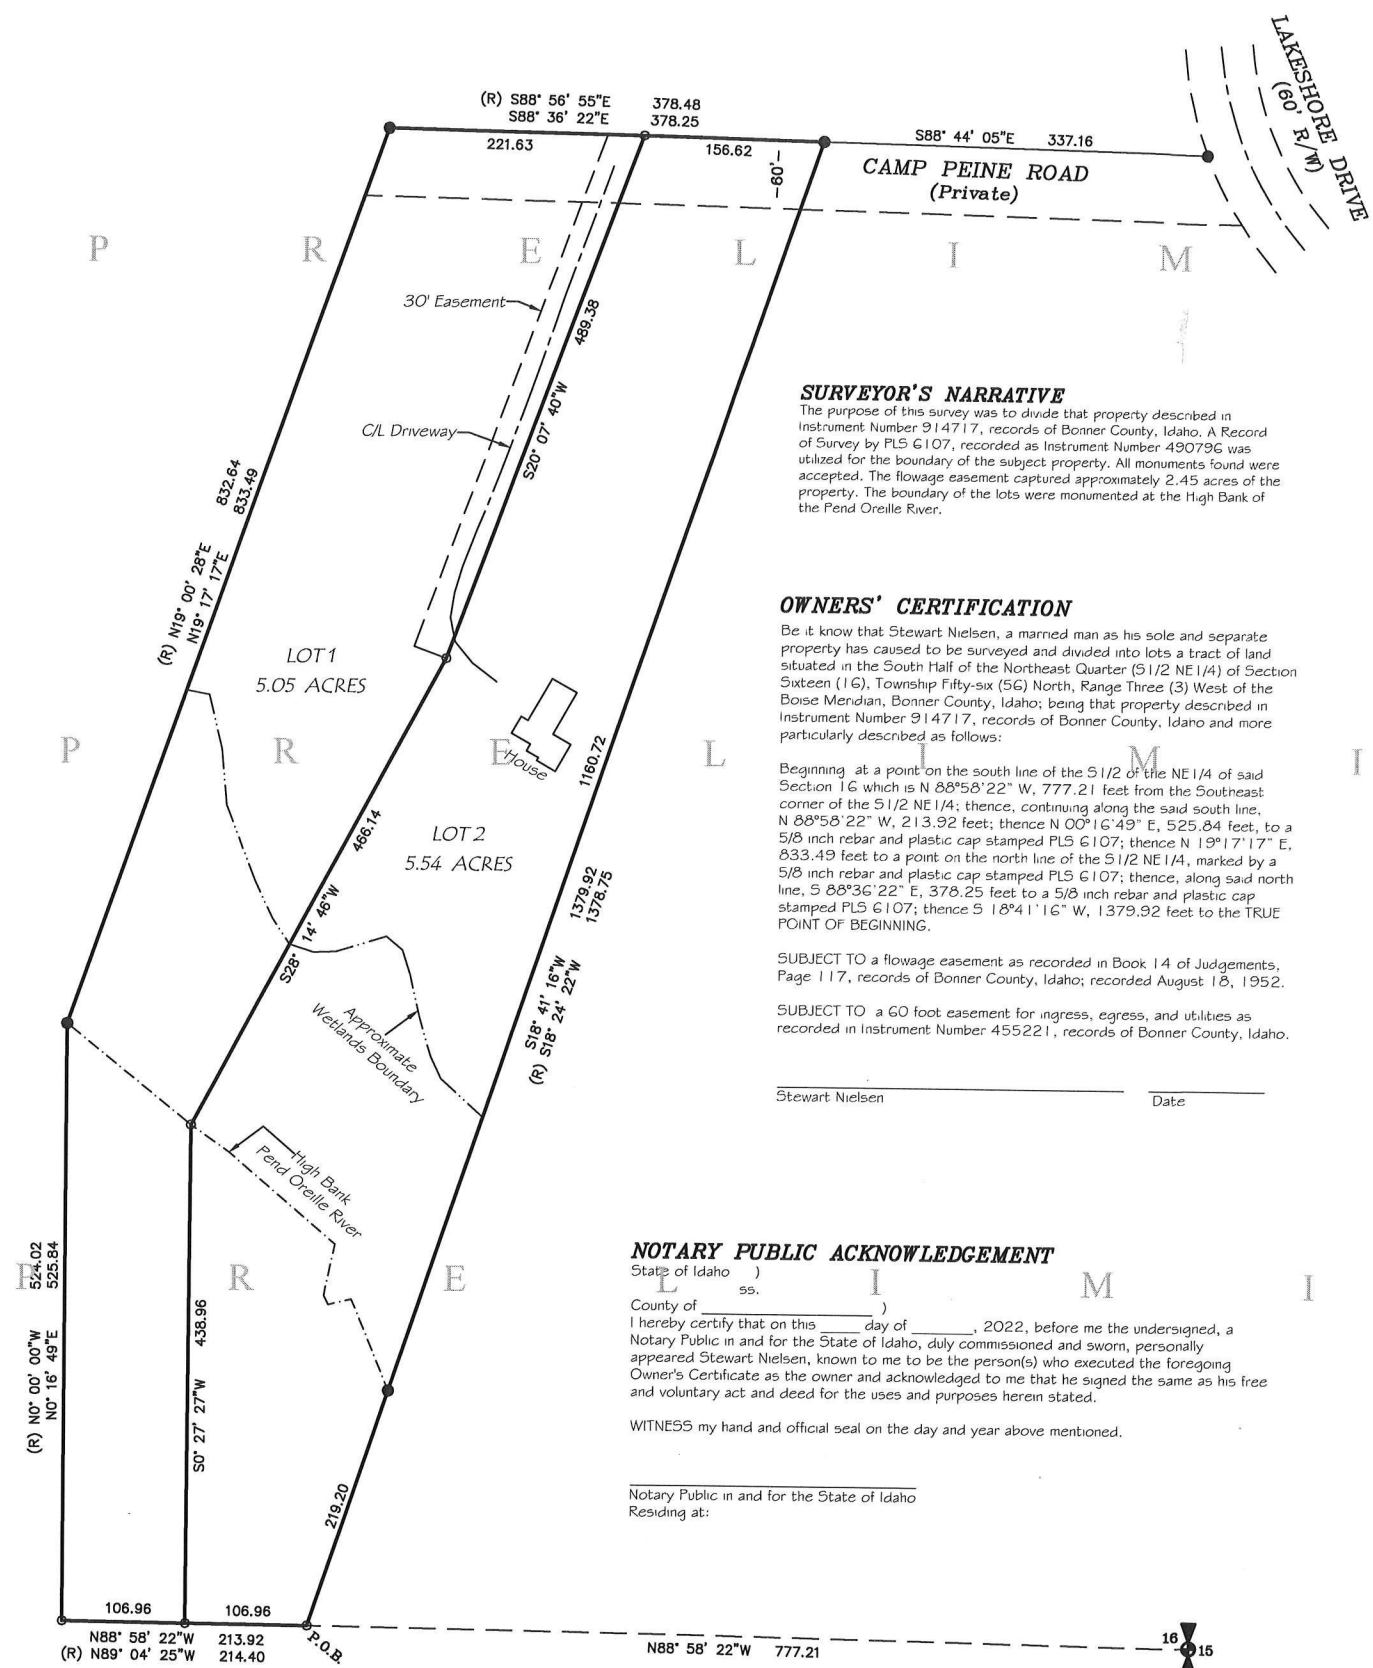 LAKESHORE DRIVE
(60' R/W)
(R) S88° 56' 55"E 378.48
S88° 36' 22"E 378.25
221.63
156.62
-60'-
S88° 44' 05"E 337.16
CAMP PEINE ROAD
(Private)
P R E L I M
30' Easement
489.38
C/L Driveway
S20° 07' 40"W
832.64
833.49
(R) N19° 00' 28"E
N19° 17' 17"E
SURVEYOR'S NARRATIVE
The purpose of this survey was to divide that property described in
Instrument Number 914717, records of Bonner County, Idaho. A Record
of Survey by PLS 6107, recorded as Instrument Number 490796 was
utilized for the boundary of the subject property. All monuments found were
accepted. The flowage easement captured approximately 2.45 acres of the
property. The boundary of the lots were monumented at the High Bank of
the Pend Oreille River.
LOT 1
5.05 ACRES
OWNERS' CERTIFICATION
Be it know that Stewart Nielsen, a married man as his sole and separate
property has caused to be surveyed and divided into lots a tract of land
situated in the South Half of the Northeast Quarter (S1/2 NE1/4) of Section
Sixteen (16), Township Fifty-six (56) North, Range Three (3) West of the
Boise Meridian, Bonner County, Idaho; being that property described in
Instrument Number 914717, records of Bonner County, Idaho and more
particularly described as follows:
P R E L I M I
House
1160.72
466.14
LOT 2
5.54 ACRES
Beginning at a point on the south line of the S1/2 of the NE1/4 of said
Section 16 which is N 88°58'22" W, 777.21 feet from the Southeast
corner of the S1/2 NE1/4; thence, continuing along the said south line,
N 88°58'22" W, 213.92 feet; thence N 00°16'49" E, 525.84 feet, to a
5/8 inch rebar and plastic cap stamped PLS 6107; thence N 19°17'17" E,
833.49 feet to a point on the north line of the S1/2 NE1/4, marked by a
5/8 inch rebar and plastic cap stamped PLS 6107; thence, along said north
line, S 88°36'22" E, 378.25 feet to a 5/8 inch rebar and plastic cap
stamped PLS 6107; thence S 18°41'16" W, 1379.92 feet to the TRUE
POINT OF BEGINNING.
1379.92
1378.75
S28° 14' 46"W
S18° 41' 16"W
(R) S18° 24' 22"W
SUBJECT TO a flowage easement as recorded in Book 14 of Judgements,
Page 117, records of Bonner County, Idaho; recorded August 18, 1952.
SUBJECT TO a 60 foot easement for ingress, egress, and utilities as
recorded in Instrument Number 455221, records of Bonner County, Idaho.
Approximate
Wetlands Boundary
Stewart Nielsen Date
High Bank
Pend Oreille River
524.02
525.84
(R) N0° 00' 00"W
N0° 16' 49"E
438.96
S0° 27' 27"W
P R E L I M I
NOTARY PUBLIC ACKNOWLEDGEMENT
State of Idaho )
ss.
County of ____________________ )
I hereby certify that on this _____ day of ________, 2022, before me the undersigned, a
Notary Public in and for the State of Idaho, duly commissioned and sworn, personally
appeared Stewart Nielsen, known to me to be the person(s) who executed the foregoing
Owner's Certificate as the owner and acknowledged to me that he signed the same as his free
and voluntary act and deed for the uses and purposes herein stated.
WITNESS my hand and official seal on the day and year above mentioned.
Notary Public in and for the State of Idaho
Residing at:
219.20
106.96 106.96
N88° 58' 22"W 213.92
(R) N89° 04' 25"W 214.40
P.O.B.
N88° 58' 22"W 777.21
16
15